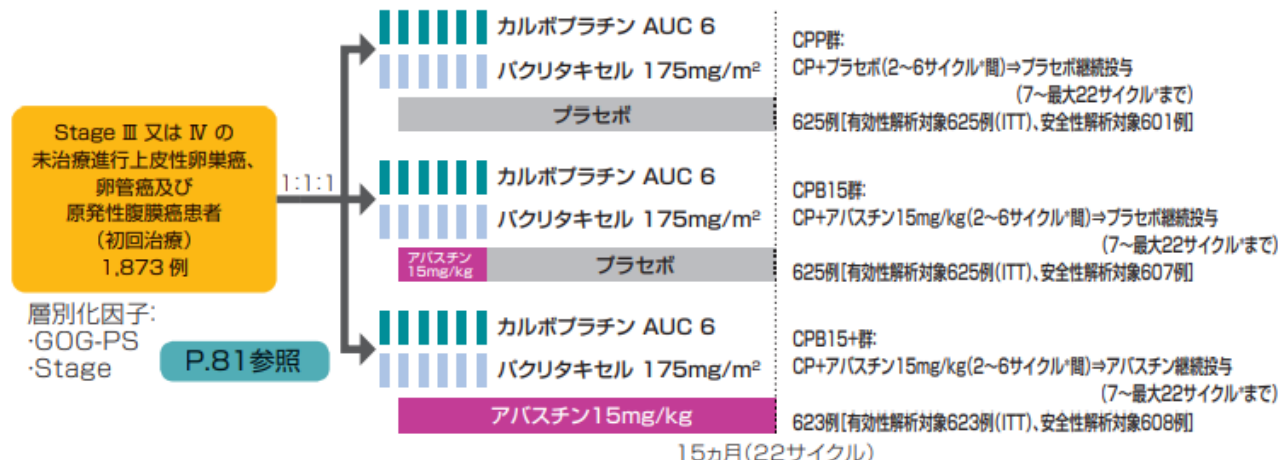 Stage Ⅲ 又は Ⅳ の
未治療進行上皮性卵巣癌、
卵管癌及び
原発性腹膜癌患者
(初回治療)
1,873 例
層別化因子:
·GOG-PS
·Stage
P.81参照
1:1:1
カルボプラチン AUC 6
パクリタキセル 175mg/m²
プラセボ
CPP群:
CP+プラセボ(2~6サイクル*間)⇒プラセボ継続投与
(7~最大22サイクル*まで)
625例[有効性解析対象625例(ITT)、安全性解析対象601例]
カルボプラチン AUC 6
パクリタキセル 175mg/m²
アバスチン
15mg/kg
プラセボ
CPB15群:
CP+アバスチン15mg/kg(2~6サイクル*間)⇒プラセボ継続投与
(7~最大22サイクル*まで)
625例[有効性解析対象625例(ITT)、安全性解析対象607例]
カルボプラチン AUC 6
パクリタキセル 175mg/m²
アバスチン15mg/kg
CPB15+群:
CP+アバスチン15mg/kg(2~6サイクル*間)⇒アバスチン継続投与
(7~最大22サイクル*まで)
623例[有効性解析対象623例(ITT)、安全性解析対象608例]
15ヵ月(22サイクル)